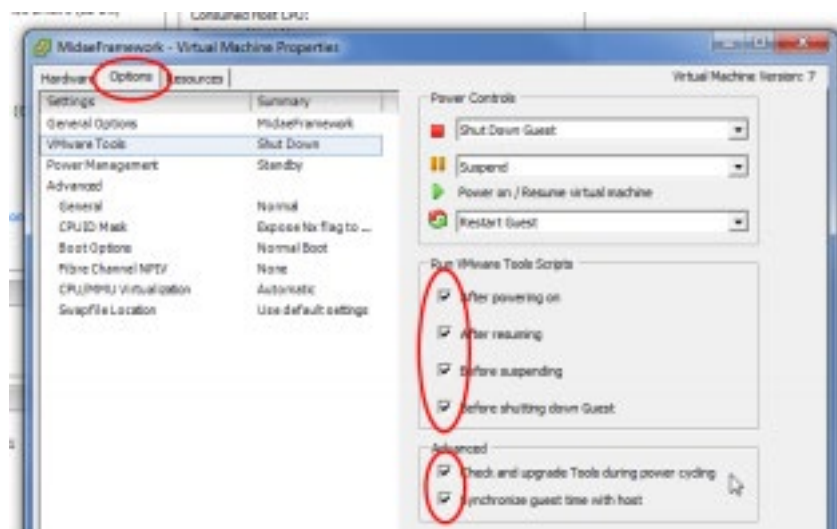 Consumed Host CPU:
MidaeFramework - Virtual Machine Properties
Hardware Options Resources Virtual Machine Version: 7
Settings Summary
General Options MidaeFramework
VMware Tools Shut Down
Power Management Standby
Advanced
General Normal
CPUID Mask Expose Nx flag to ...
Boot Options Normal Boot
Fibre Channel NPIV None
CPU/MMU Virtualization Automatic
Swapfile Location Use default settings
Power Controls
Shut Down Guest
Suspend
Power on / Resume virtual machine
Restart Guest
Run VMware Tools Scripts
After powering on
After resuming
Before suspending
Before shutting down Guest
Advanced
Check and upgrade Tools during power cycling
Synchronize guest time with host